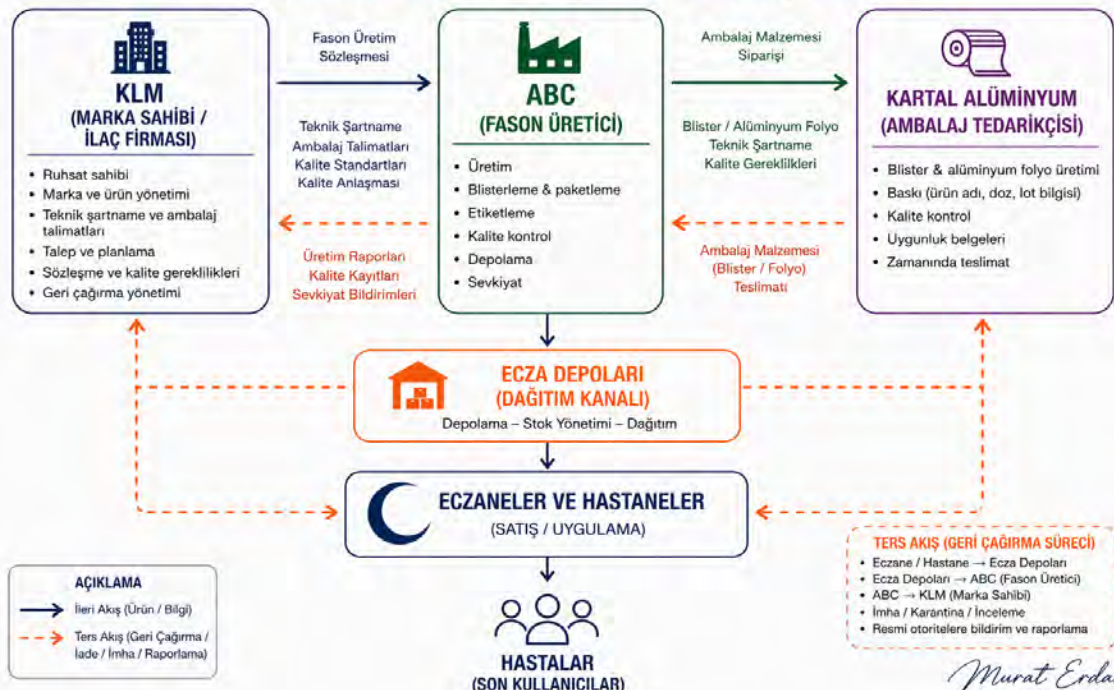 KLM
(MARKA SAHİBİ /
İLAÇ FİRMASI)
• Ruhsat sahibi
• Marka ve ürün yönetimi
• Teknik şartname ve ambalaj
talimatları
• Talep ve planlama
• Sözleşme ve kalite gereklilikleri
• Geri çağırma yönetimi
Fason Üretim
Sözleşmesi
Teknik Şartname
Ambalaj Talimatları
Kalite Standartları
Kalite Anlaşması
Üretim Raporları
Kalite Kayıtları
Sevkiyat Bildirimleri
ABC
(FASON ÜRETİCİ)
• Üretim
• Blisterleme & paketleme
• Etiketleme
• Kalite kontrol
• Depolama
• Sevkiyat
Ambalaj Malzemesi
Siparişi
Blister / Alüminyum Folyo
Teknik Şartname
Kalite Gereklilkleri
Ambalaj Malzemesi
(Blister / Folyo)
Teslimatı
KARTAL ALÜMİNYUM
(AMBALAJ TEDARİKÇİSİ)
• Blister & alüminyum folyo üretimi
• Baskı (ürün adı, doz, lot bilgisi)
• Kalite kontrol
• Uygunluk belgeleri
• Zamanında teslimat
ECZA DEPOLARI
(DAĞITIM KANALI)
Depolama – Stok Yönetimi – Dağıtım
ECZANELER VE HASTANELER
(SATIŞ / UYGULAMA)
HASTALAR
(SON KULLANICILAR)
AÇIKLAMA
İleri Akış (Ürün / Bilgi)
Ters Akış (Geri Çağırma /
İade / İmha / Raporlama)
TERS AKIŞ (GERİ ÇAĞIRMA SÜRECİ)
• Eczane / Hastane → Ecza Depoları
• Ecza Depoları → ABC (Fason Üretici)
• ABC → KLM (Marka Sahibi)
• İmha / Karantina / İnceleme
• Resmi otoritelere bildirim ve raporlama
Murat Erdal